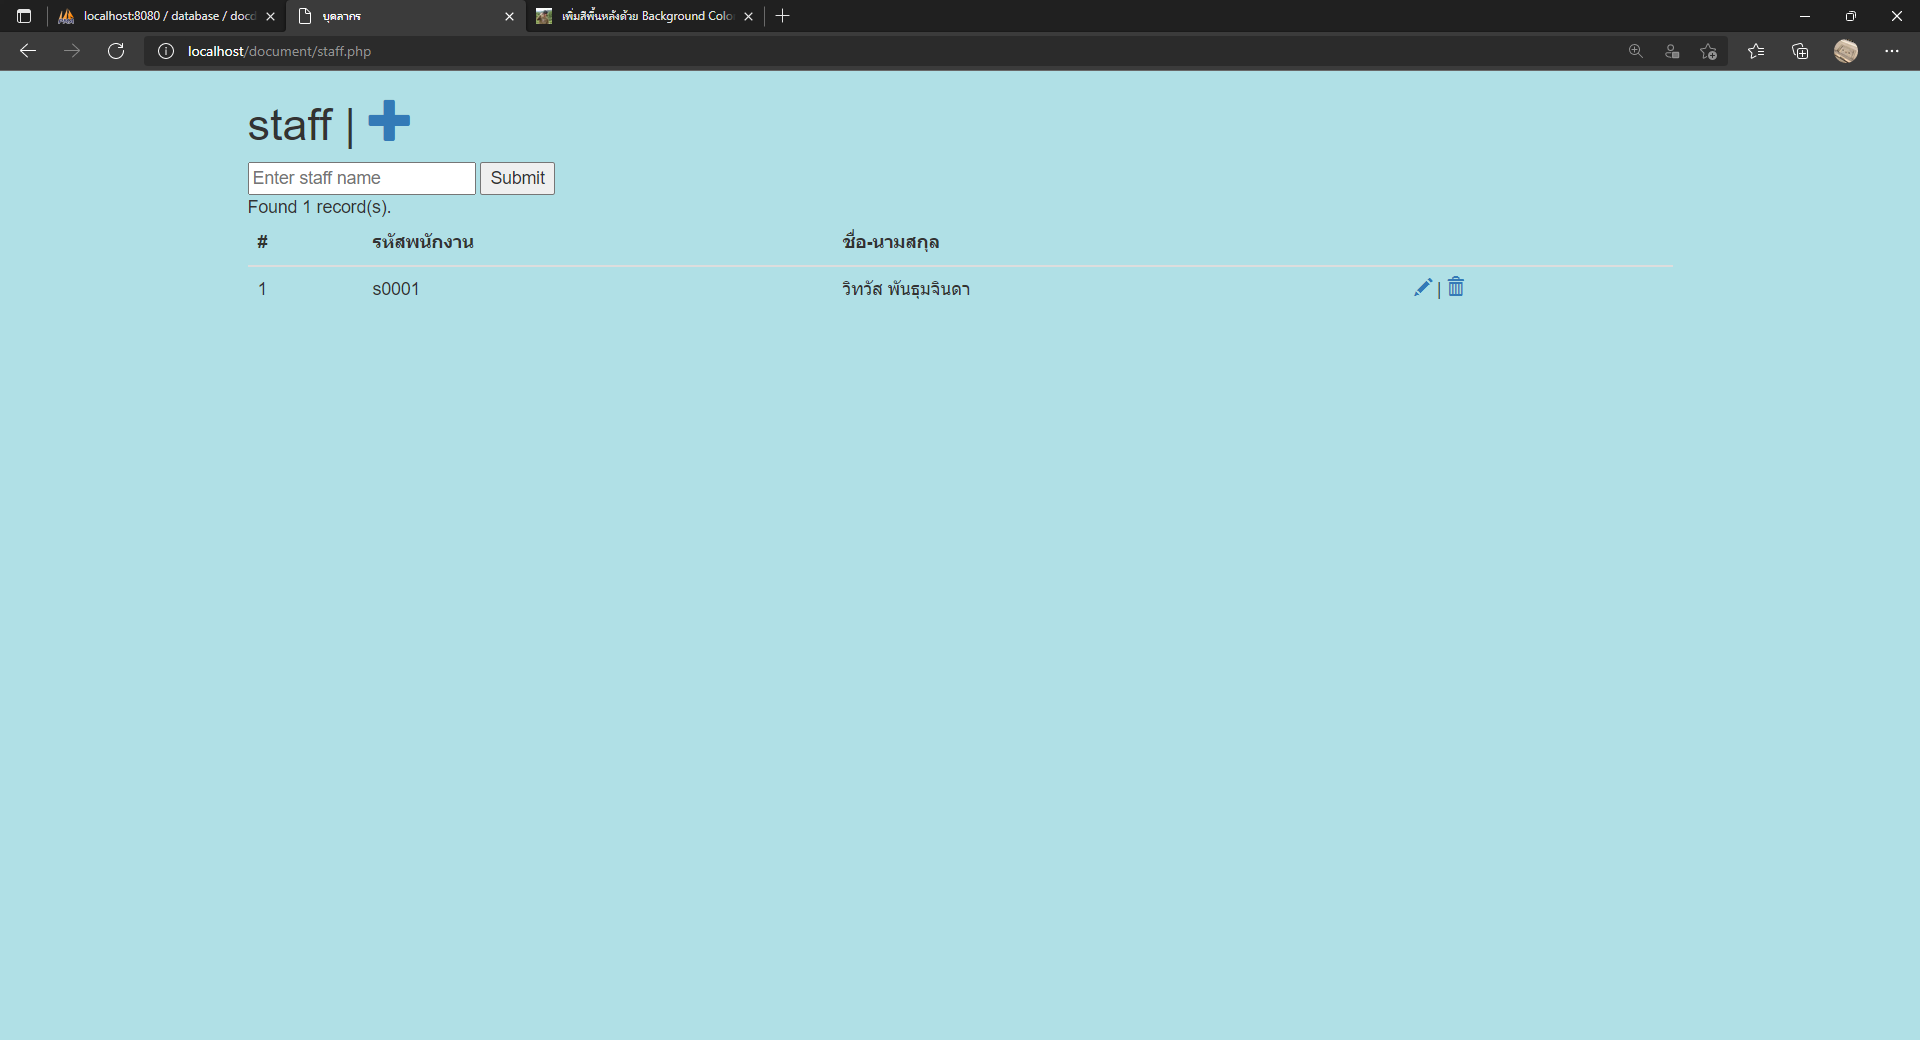 localhost:8080 / database / docd
บุคลากร
เพิ่มสีพื้นหลังด้วย Background Color
localhost/document/staff.php
staff |
Enter staff name
Submit
Found 1 record(s).
# รหัสพนักงาน ชื่อ-นามสกุล
1 s0001 วิทวัส พันธุมจินดา |